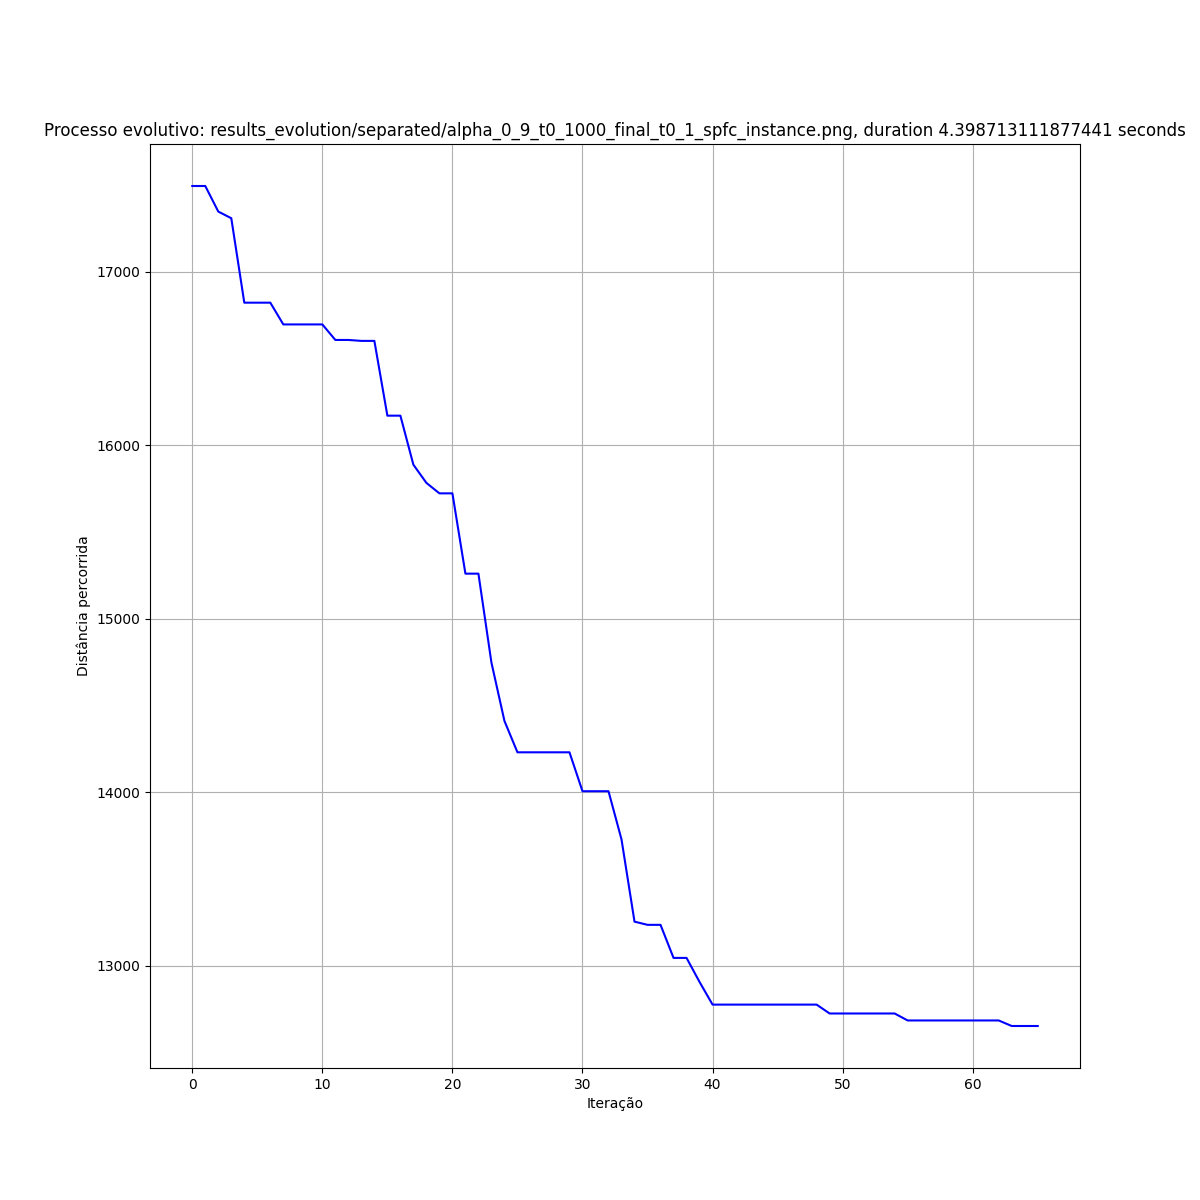 Processo evolutivo: results_evolution/separated/alpha_0_9_t0_1000_final_t0_1_spfc_instance.png, duration 4.398713111877441 seconds
17000
16000
15000
14000
13000
Distância percorrida
0 10 20 30 40 50 60
Iteração